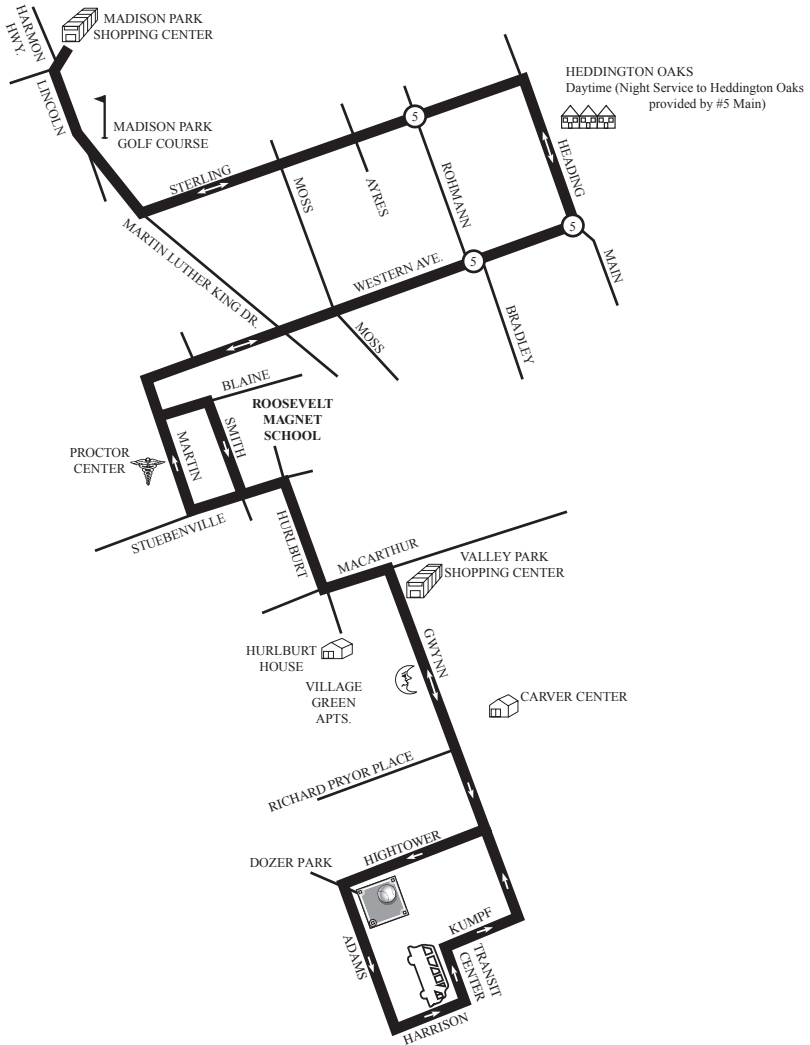 HARMON
HWY.
MADISON PARK
SHOPPING CENTER
LINCOLN
MADISON PARK
GOLF COURSE
HEDDINGTON OAKS
Daytime (Night Service to Heddington Oaks
provided by #5 Main)
5
STERLING
MOSS
AYRES
ROHMANN
HEADING
MARTIN LUTHER KING DR.
WESTERN AVE.
5
5
MAIN
MOSS
BRADLEY
BLAINE
ROOSEVELT
MAGNET
SCHOOL
SMITH
MARTIN
PROCTOR
CENTER
STUEBENVILLE
HURLBURT
MACARTHUR
VALLEY PARK
SHOPPING CENTER
HURLBURT
HOUSE
GWYNN
VILLAGE
GREEN
APTS.
CARVER CENTER
RICHARD PRYOR PLACE
HIGHTOWER
DOZER PARK
KUMPF
ADAMS
TRANSIT
CENTER
HARRISON